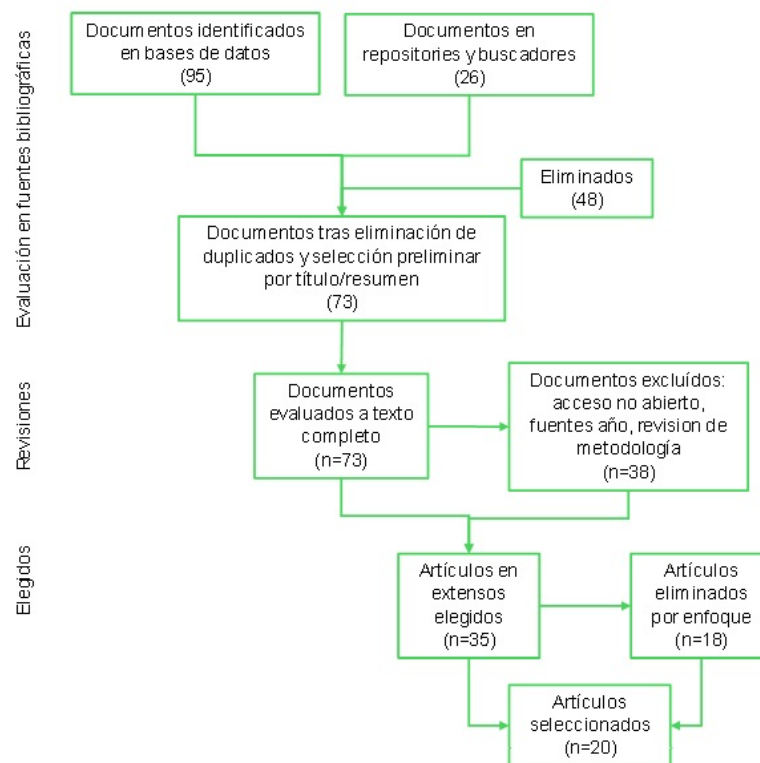 Evaluación en fuentes bibliográficas
Documentos identificados
en bases de datos
(95)
Documentos en
repositories y buscadores
(26)
Eliminados
(48)
Documentos tras eliminación de
duplicados y selección preliminar
por título/resumen
(73)
Revisiones
Documentos
evaluados a texto
completo
(n=73)
Documentos excluídos:
acceso no abierto,
fuentes año, revision de
metodología
(n=38)
Elegidos
Artículos en
extensos
elegidos
(n=35)
Artículos
eliminados
por enfoque
(n=18)
Artículos
seleccionados
(n=20)